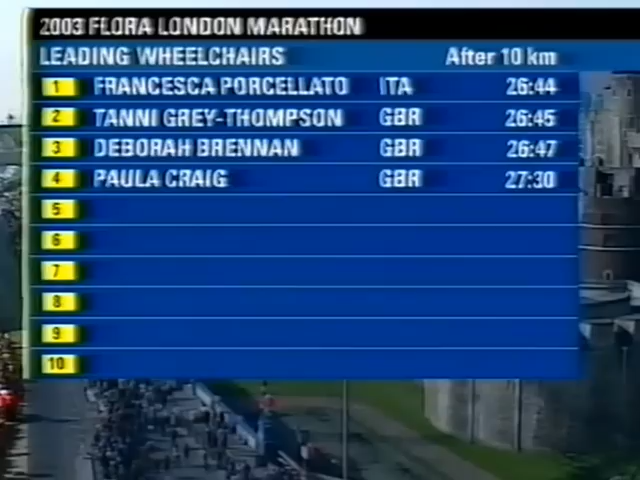 2003 FLORA LONDON MARATHON
LEADING WHEELCHAIRS After 10 km
1 FRANCESCA PORCELLATO ITA 26:44
2 TANNI GREY-THOMPSON GBR 26:45
3 DEBORAH BRENNAN GBR 26:47
4 PAULA CRAIG GBR 27:30
5
6
7
8
9
10